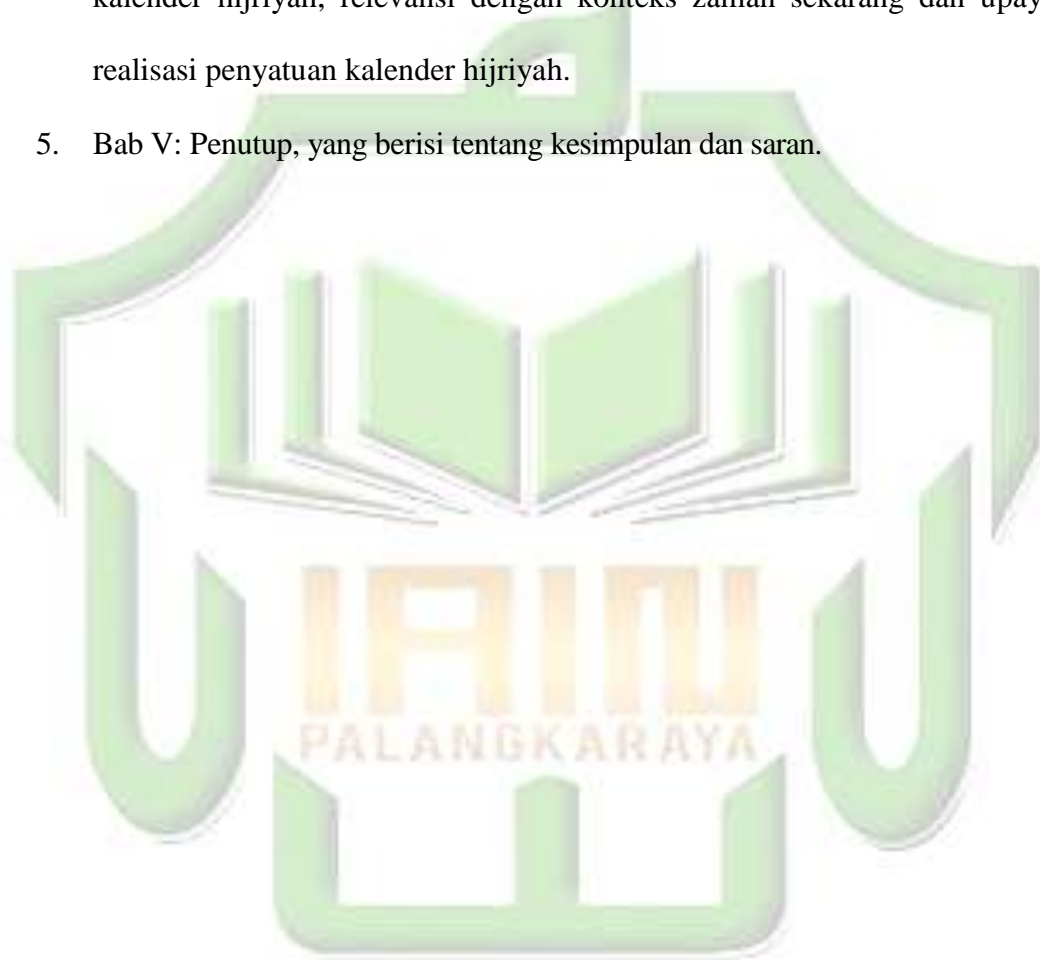 kalender hijriyah, relevansi dengan konteks zaman sekarang dan upay
realisasi penyatuan kalender hijriyah.
5. Bab V: Penutup, yang berisi tentang kesimpulan dan saran.
IAIN
PALANGKARAYA